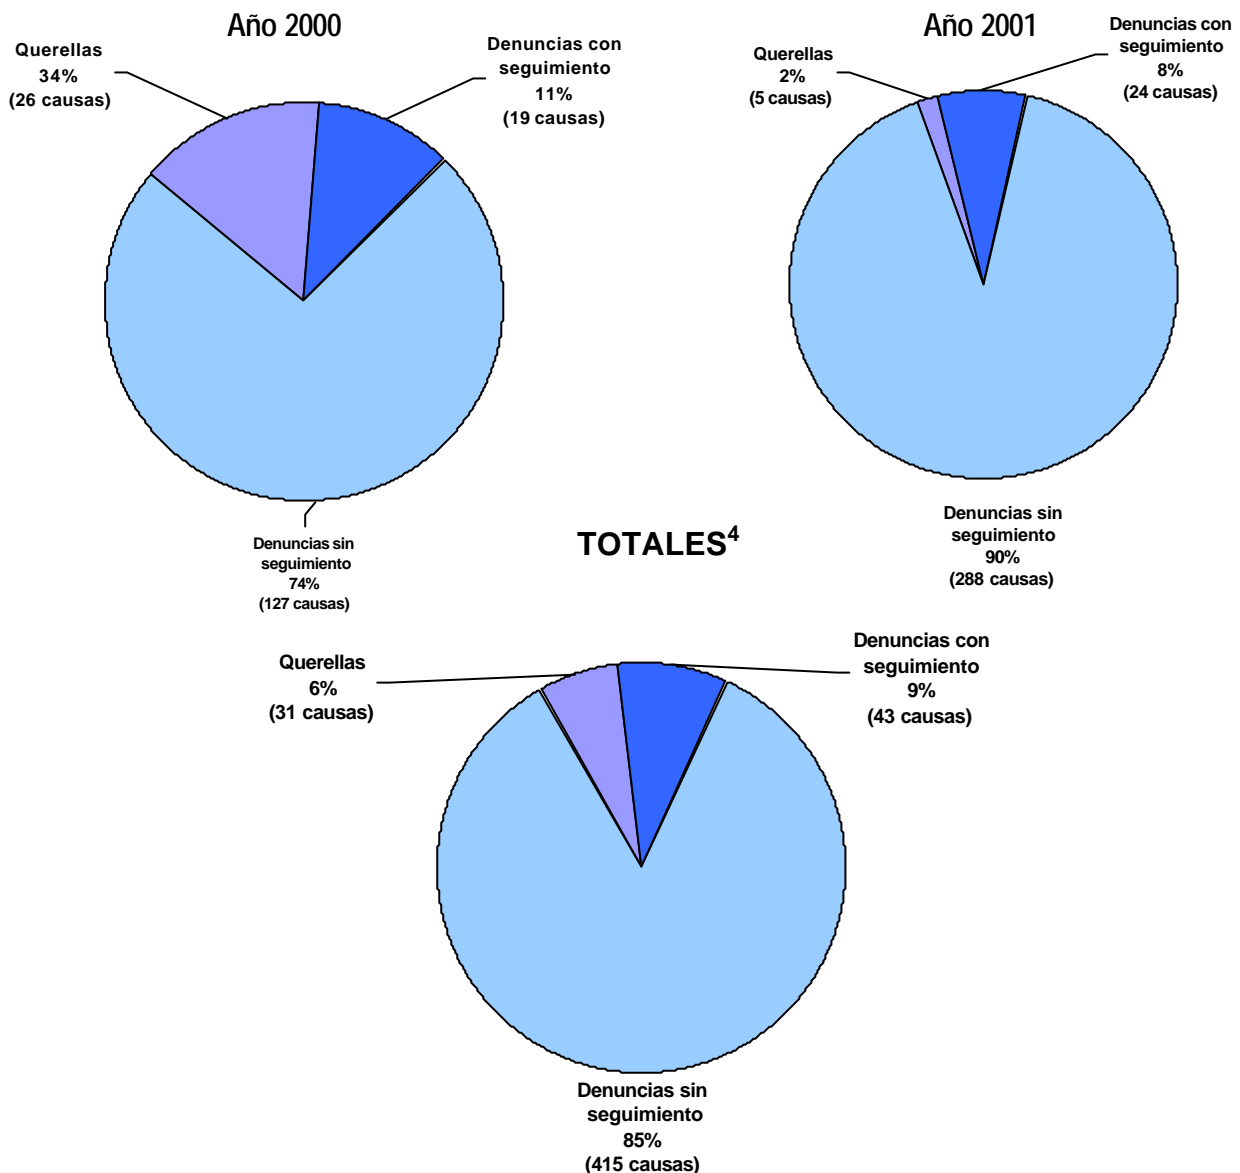 Año 2000
Querellas
34%
(26 causas)
Denuncias con
seguimiento
11%
(19 causas)
Denuncias sin
seguimiento
74%
(127 causas)
Año 2001
Querellas
2%
(5 causas)
Denuncias con
seguimiento
8%
(24 causas)
Denuncias sin
seguimiento
90%
(288 causas)
TOTALES⁴
Querellas
6%
(31 causas)
Denuncias con
seguimiento
9%
(43 causas)
Denuncias sin
seguimiento
85%
(415 causas)